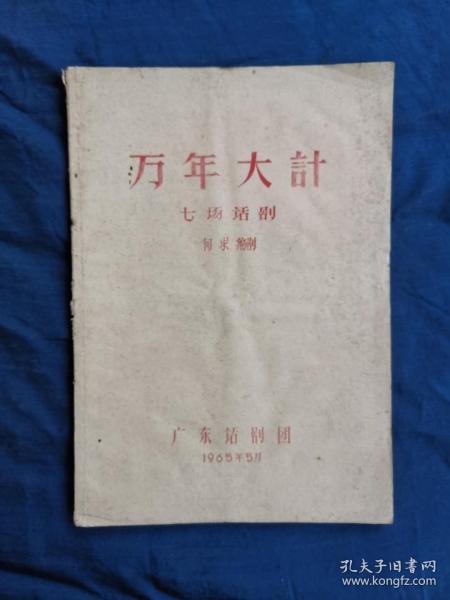 万年大計
七场话剧
何求编剧
广东话剧团
1965年5月
孔夫子旧书网
www.kongfz.com